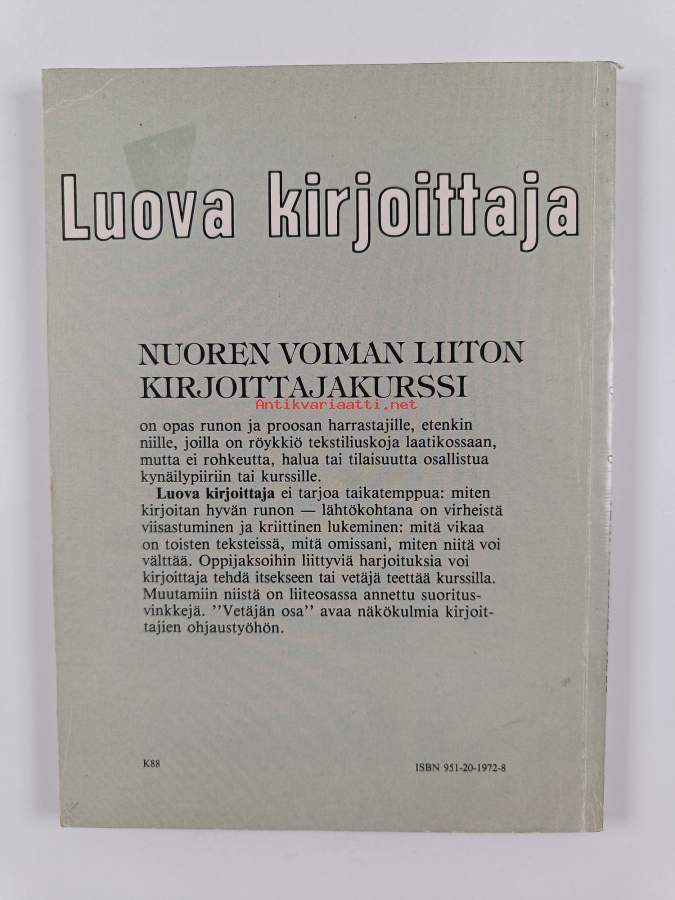 Luova kirjoittaja
NUOREN VOIMAN LIITON
KIRJOITTAJAKURSSI
Antikvariaatti.net
on opas runon ja proosan harrastajille, etenkin
niille, joilla on röykkiö tekstiliuskoja laatikossaan,
mutta ei rohkeutta, halua tai tilaisuutta osallistua
kynäilypiiriin tai kurssille.
Luova kirjoittaja ei tarjoa taikatemppua: miten
kirjoitan hyvän runon — lähtökohtana on virheistä
viisastuminen ja kriittinen lukeminen: mitä vikaa
on toisten teksteissä, mitä omissani, miten niitä voi
välttää. Oppijaksoihin liittyviä harjoituksia voi
kirjoittaja tehdä itsekseen tai vetäjä teettää kurssilla.
Muutamiin niistä on liiteosassa annettu suoritus-
vinkkejä. ”Vetäjän osa” avaa näkökulmia kirjoit-
tajien ohjaustyöhön.
K88
ISBN 951-20-1972-8